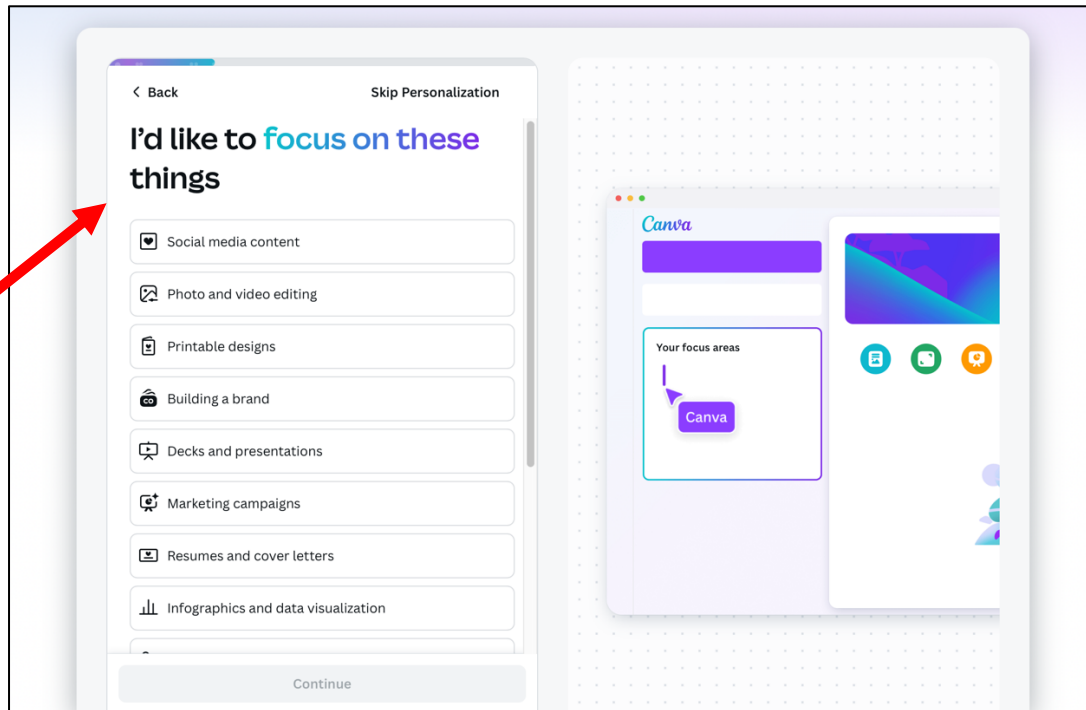 Back
Skip Personalization
I'd like to focus on these
things
Social media content
Photo and video editing
Printable designs
CO
Building a brand
Decks and presentations
Marketing campaigns
Resumes and cover letters
Infographics and data visualization
Continue
Canva
Your focus areas
Canva